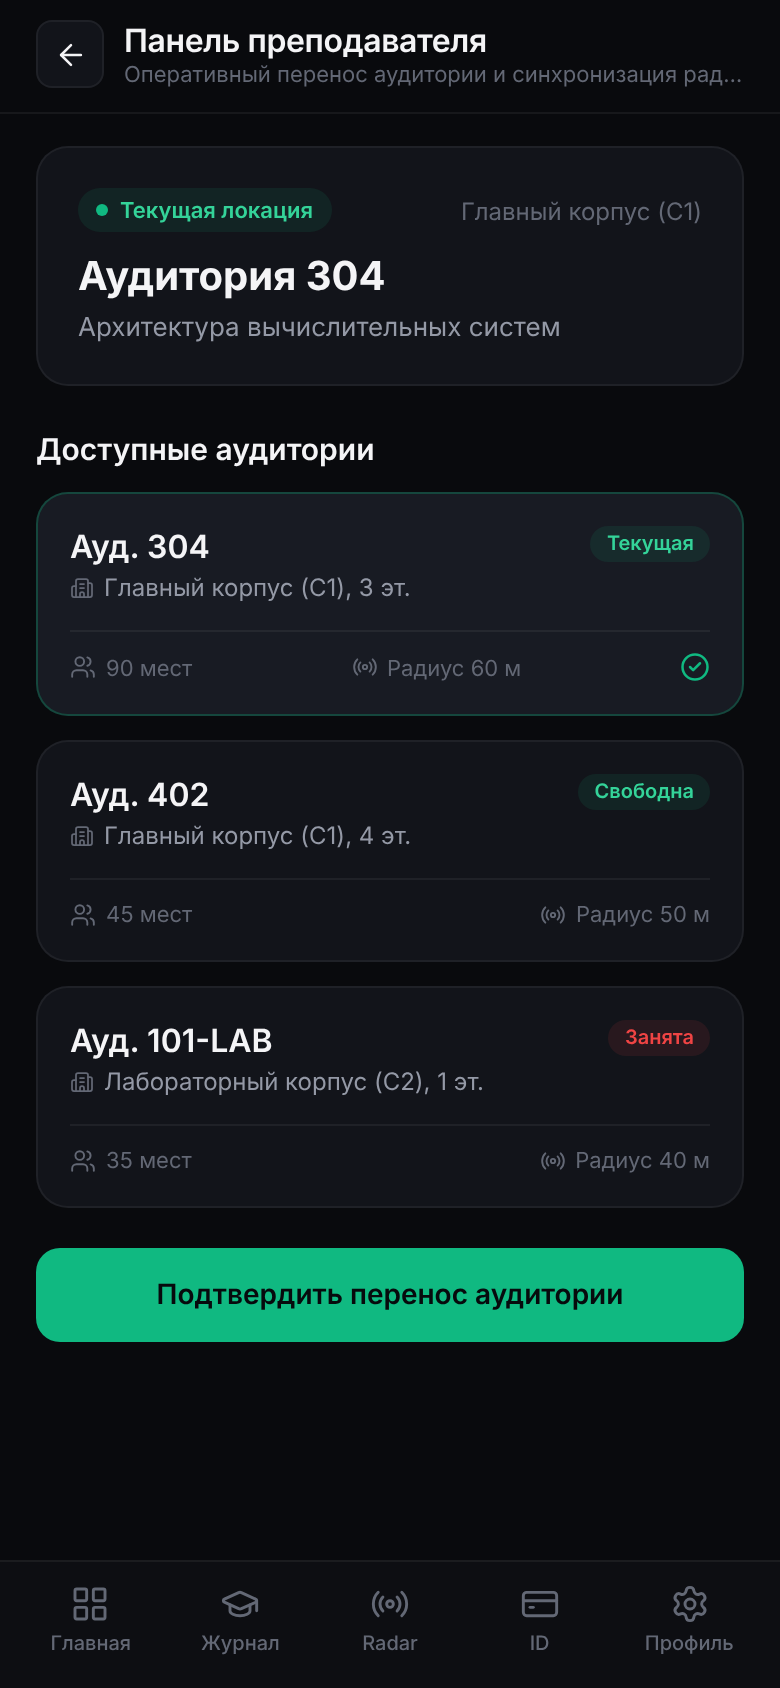 Панель преподавателя
Оперативный перенос аудитории и синхронизация рад...
Текущая локация
Главный корпус (С1)
Аудитория 304
Архитектура вычислительных систем
Доступные аудитории
Ауд. 304
Текущая
Главный корпус (С1), 3 эт.
90 мест
Радиус 60 м
Ауд. 402
Свободна
Главный корпус (С1), 4 эт.
45 мест
Радиус 50 м
Ауд. 101-LAB
Занята
Лабораторный корпус (С2), 1 эт.
35 мест
Радиус 40 м
Подтвердить перенос аудитории
Главная
Журнал
Radar
ID
Профиль